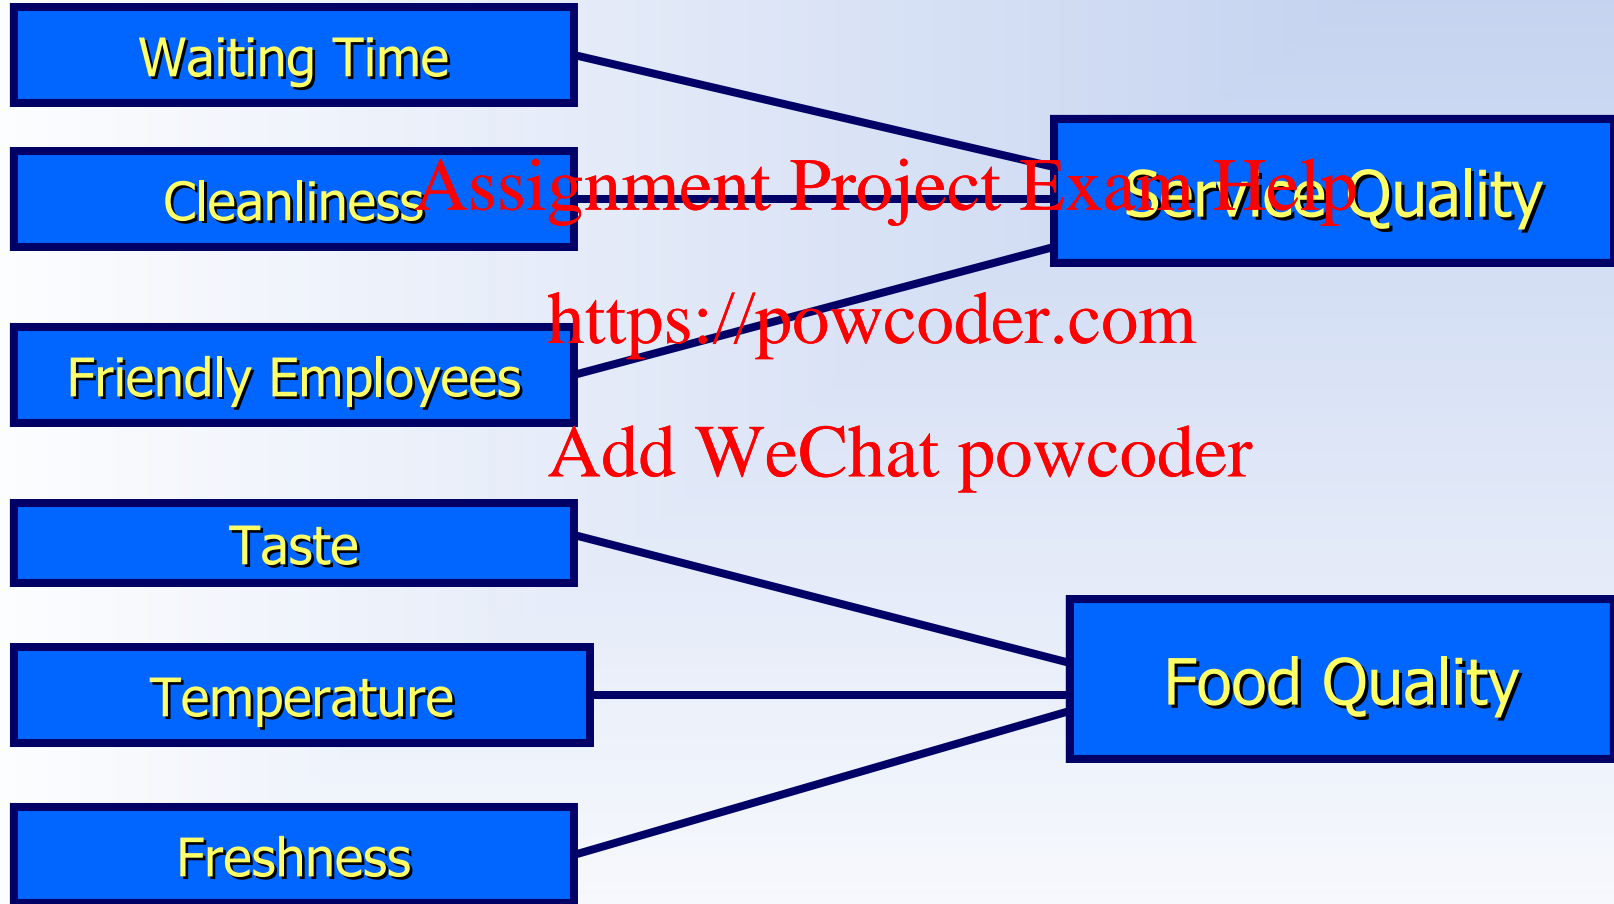 Waiting Time
Cleanliness
Assignment Project Exam Help
Service Quality
https://powcoder.com
Friendly Employees
Add WeChat powcoder
Taste
Temperature
Food Quality
Freshness